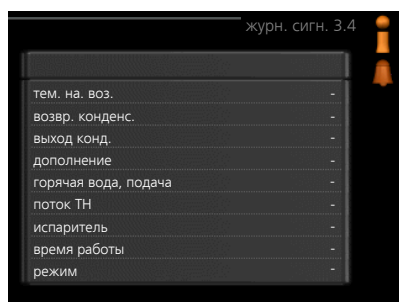 журн. сигн. 3.4
тем. на. воз. -
возвр. конденс. -
выход конд. -
дополнение -
горячая вода, подача -
поток ТН -
испаритель -
время работы -
режим -